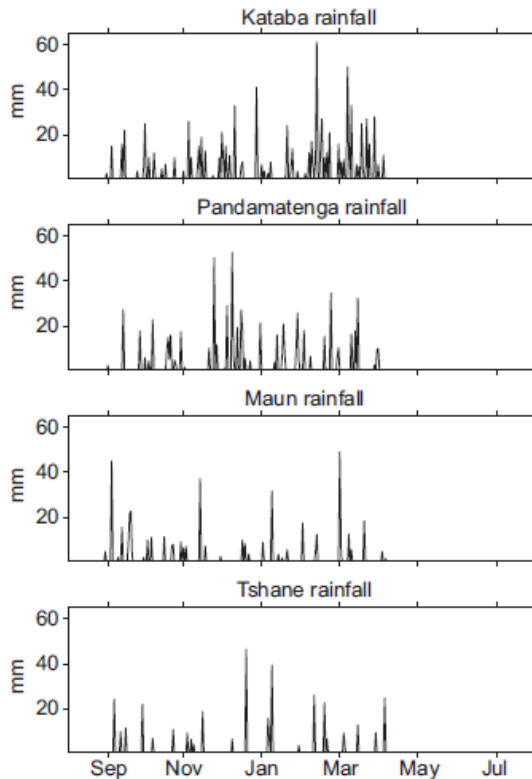 Kataba rainfall
60
40
20
mm
Pandamatenga rainfall
60
40
20
mm
Maun rainfall
60
40
20
mm
Tshane rainfall
60
40
20
mm
Sep Nov Jan Mar May Jul